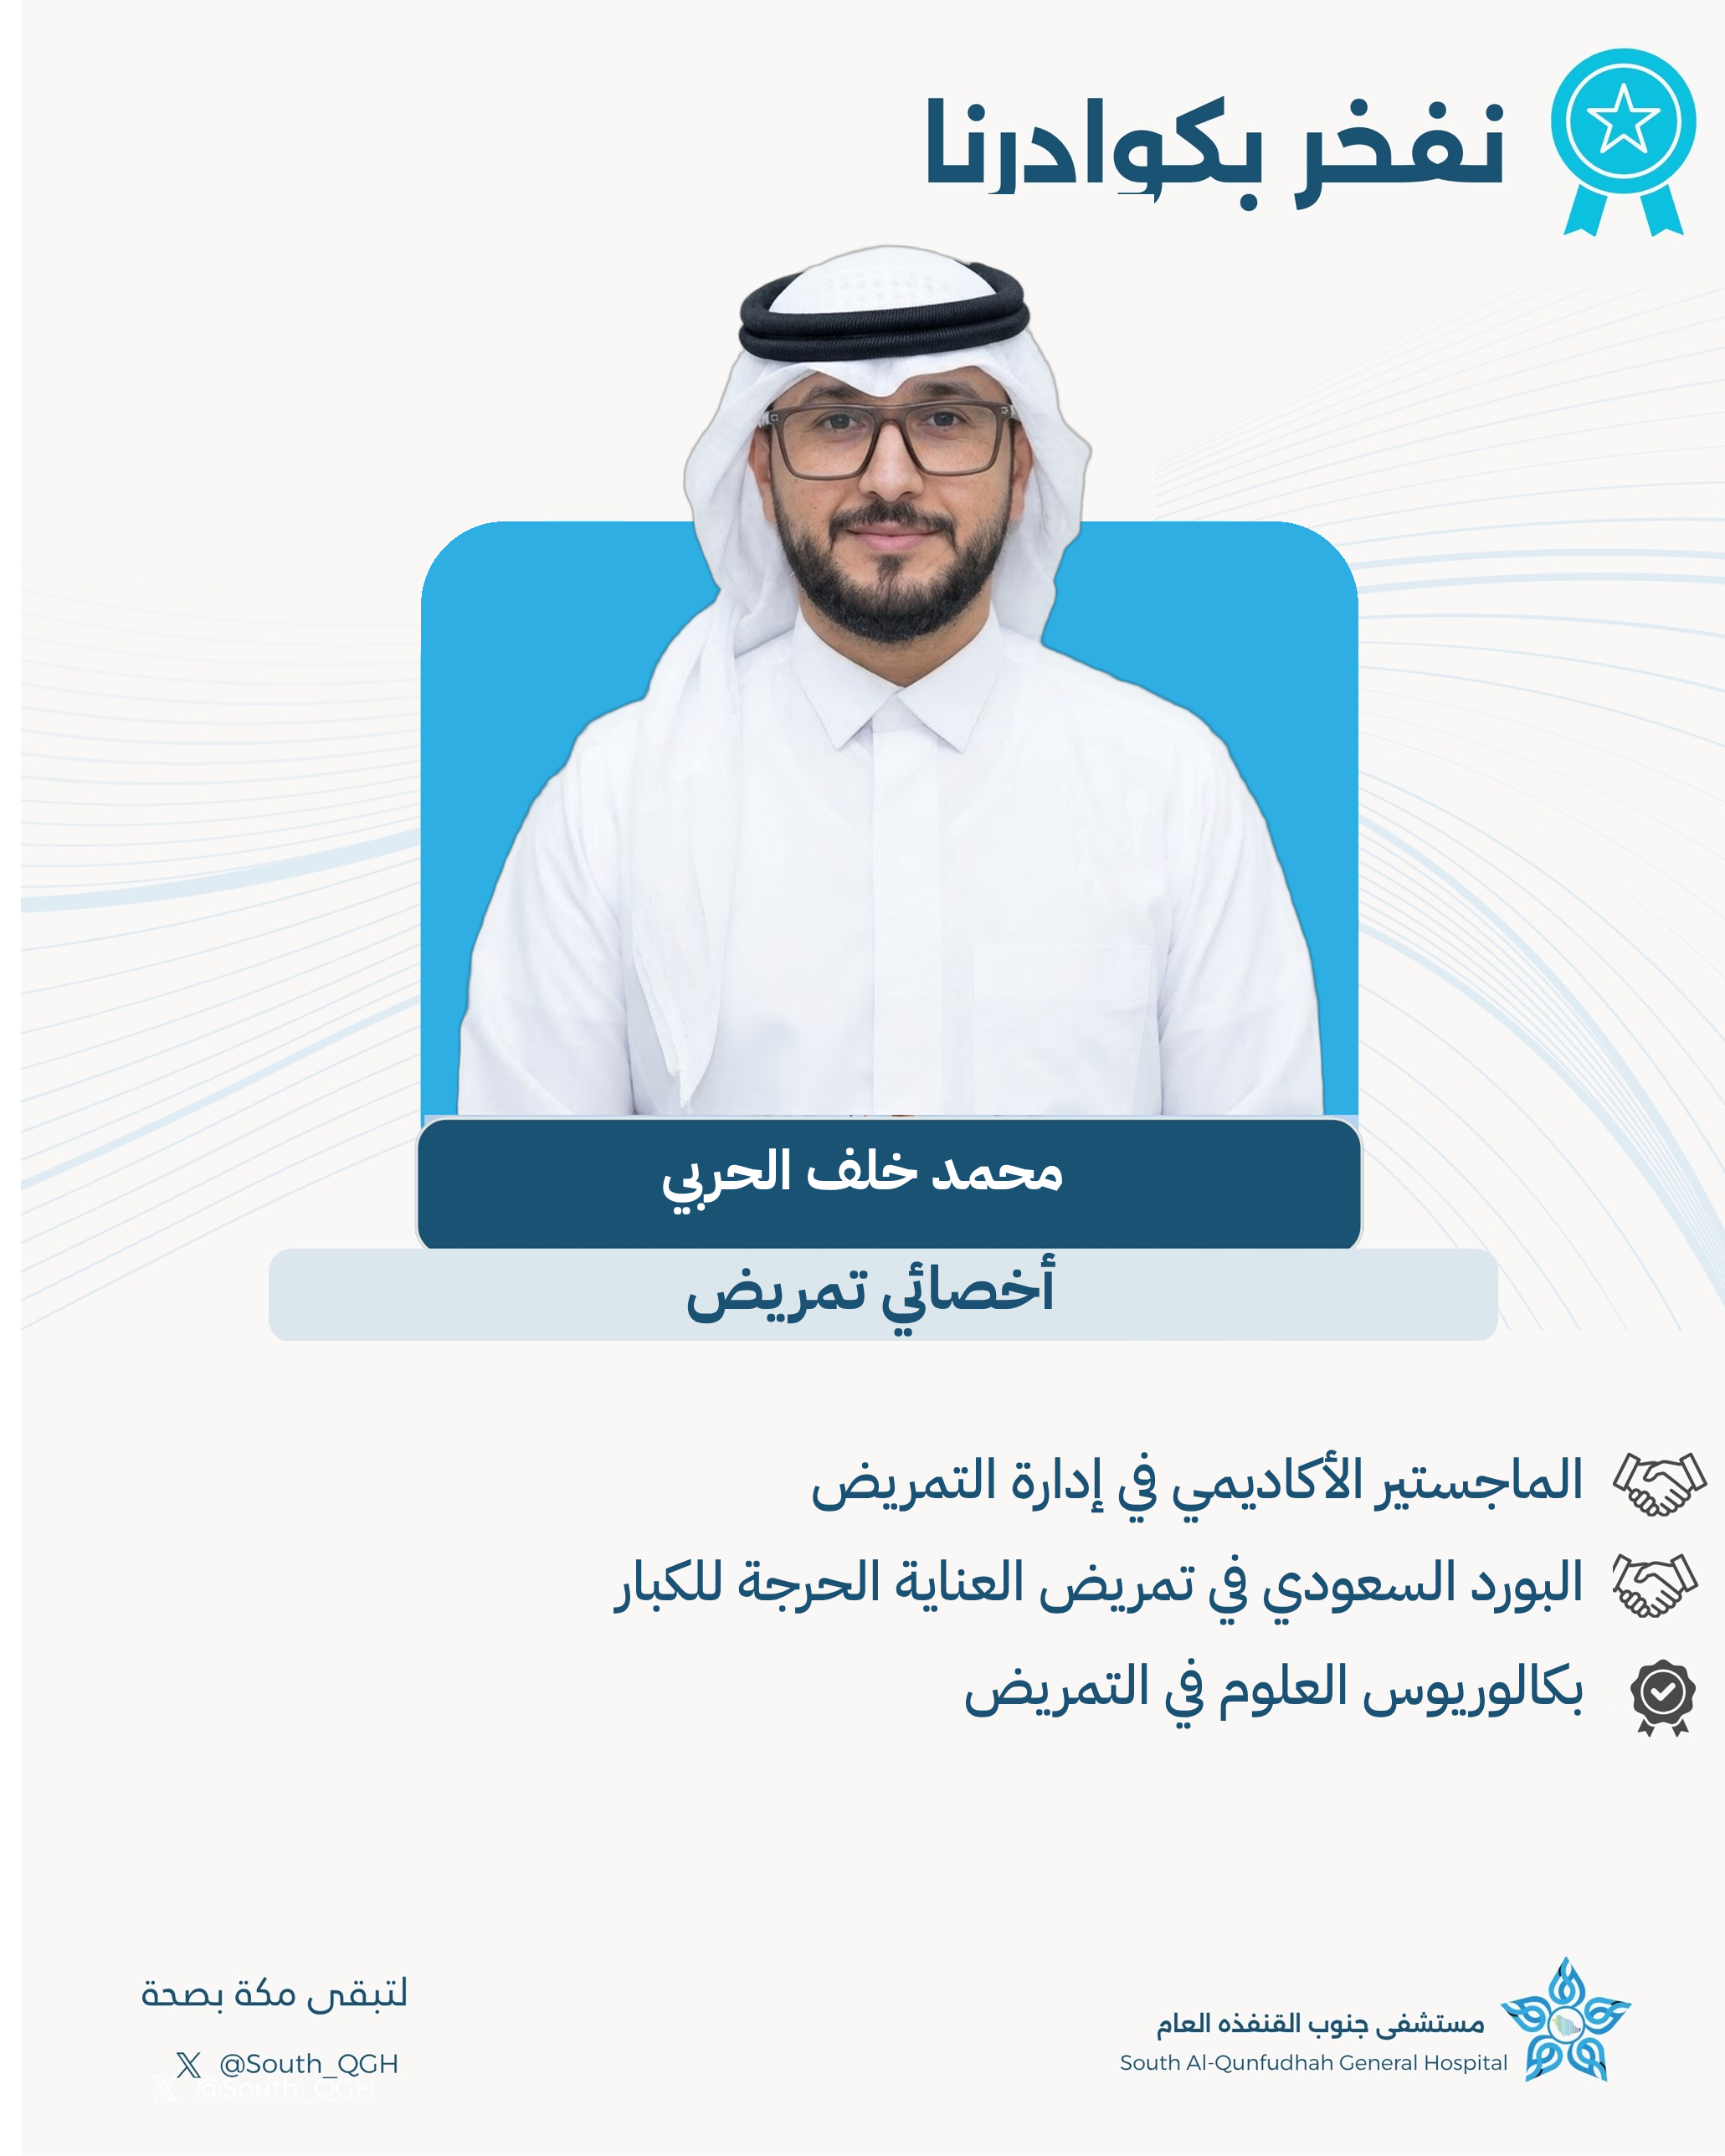 نفخر بكوادرنا
محمد خلف الحربي
أخصائي تمريض
الماجستير الأكاديمي في إدارة التمريض
البورد السعودي في تمريض العناية الحرجة للكبار
بكالوريوس العلوم في التمريض
مستشفى جنوب القنفذه العام
South Al-Qunfudhah General Hospital
لتبقى مكة بصحة
@South_QGH
@South_QGH